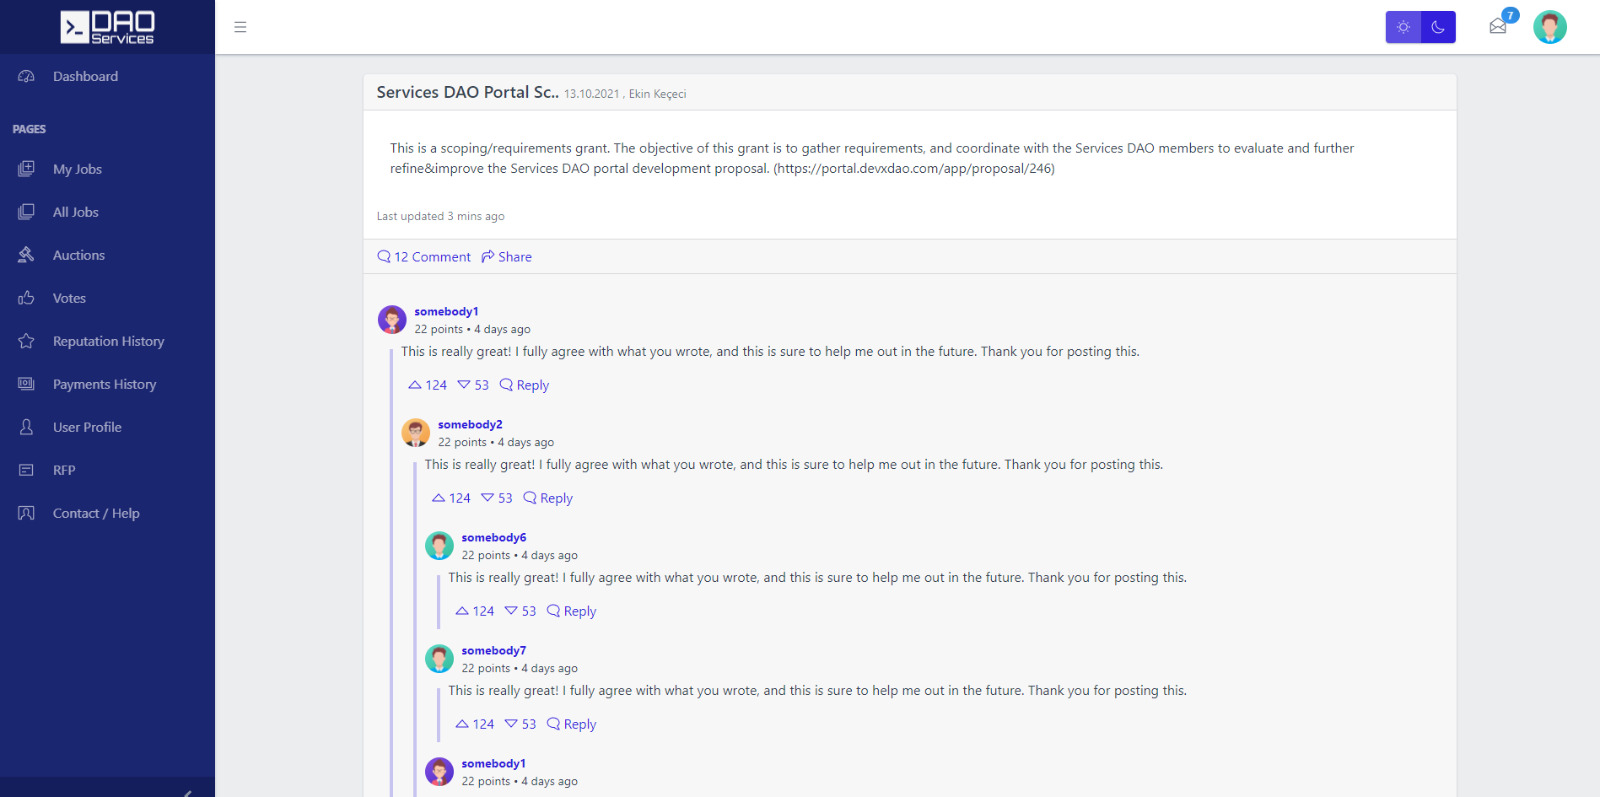 DAO
Services
7
Dashboard
PAGES
My Jobs
All Jobs
Auctions
Votes
Reputation History
Payments History
User Profile
RFP
Contact / Help
Services DAO Portal Sc.. 13.10.2021 , Ekin Keçeci
This is a scoping/requirements grant. The objective of this grant is to gather requirements, and coordinate with the Services DAO members to evaluate and further
refine&improve the Services DAO portal development proposal. (https://portal.devxdao.com/app/proposal/246)
Last updated 3 mins ago
12 Comment Share
somebody1
22 points • 4 days ago
This is really great! I fully agree with what you wrote, and this is sure to help me out in the future. Thank you for posting this.
124 53 Reply
somebody2
22 points • 4 days ago
This is really great! I fully agree with what you wrote, and this is sure to help me out in the future. Thank you for posting this.
124 53 Reply
somebody6
22 points • 4 days ago
This is really great! I fully agree with what you wrote, and this is sure to help me out in the future. Thank you for posting this.
124 53 Reply
somebody7
22 points • 4 days ago
This is really great! I fully agree with what you wrote, and this is sure to help me out in the future. Thank you for posting this.
124 53 Reply
somebody1
22 points • 4 days ago